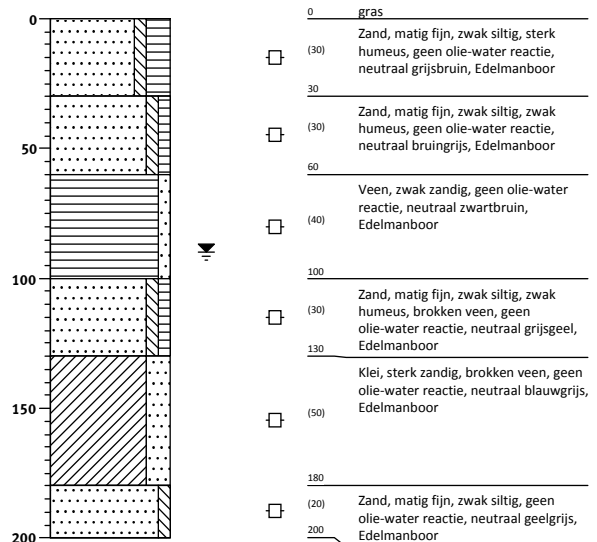 0
50
100
150
200
0 gras
(30) Zand, matig fijn, zwak siltig, sterk
humeus, geen olie-water reactie,
neutraal grijsbruin, Edelmanboor
30
(30) Zand, matig fijn, zwak siltig, zwak
humeus, geen olie-water reactie,
neutraal bruingrijs, Edelmanboor
60
(40) Veen, zwak zandig, geen olie-water
reactie, neutraal zwartbruin,
Edelmanboor
100
(30) Zand, matig fijn, zwak siltig, zwak
humeus, brokken veen, geen
olie-water reactie, neutraal grijsgeel,
Edelmanboor
130
(50) Klei, sterk zandig, brokken veen, geen
olie-water reactie, neutraal blauwgrijs,
Edelmanboor
180
(20) Zand, matig fijn, zwak siltig, geen
olie-water reactie, neutraal geelgrijs,
Edelmanboor
200